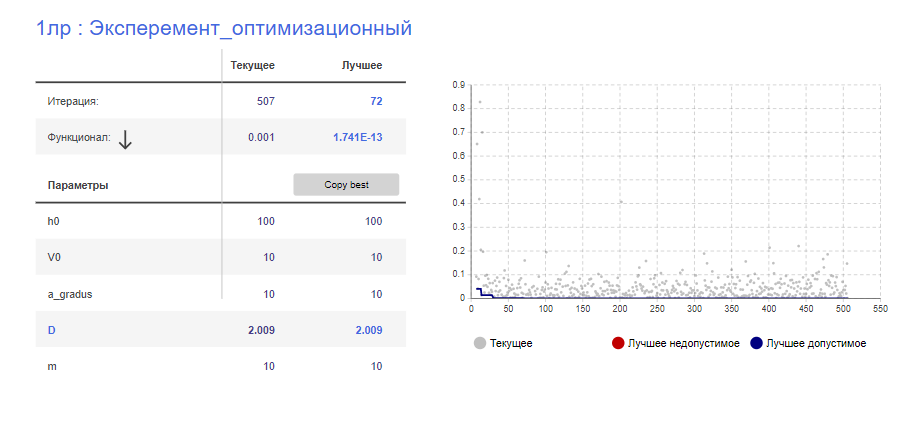 1лр : Эксперемент_оптимизационный
Текущее Лучшее
Итерация: 507 72
Функционал: 0.001 1.741E-13
Параметры Copy best
h0 100 100
V0 10 10
a_gradus 10 10
D 2.009 2.009
m 10 10
0.9
0.8
0.7
0.6
0.5
0.4
0.3
0.2
0.1
0
0 50 100 150 200 250 300 350 400 450 500 550
Текущее Лучшее недопустимое Лучшее допустимое